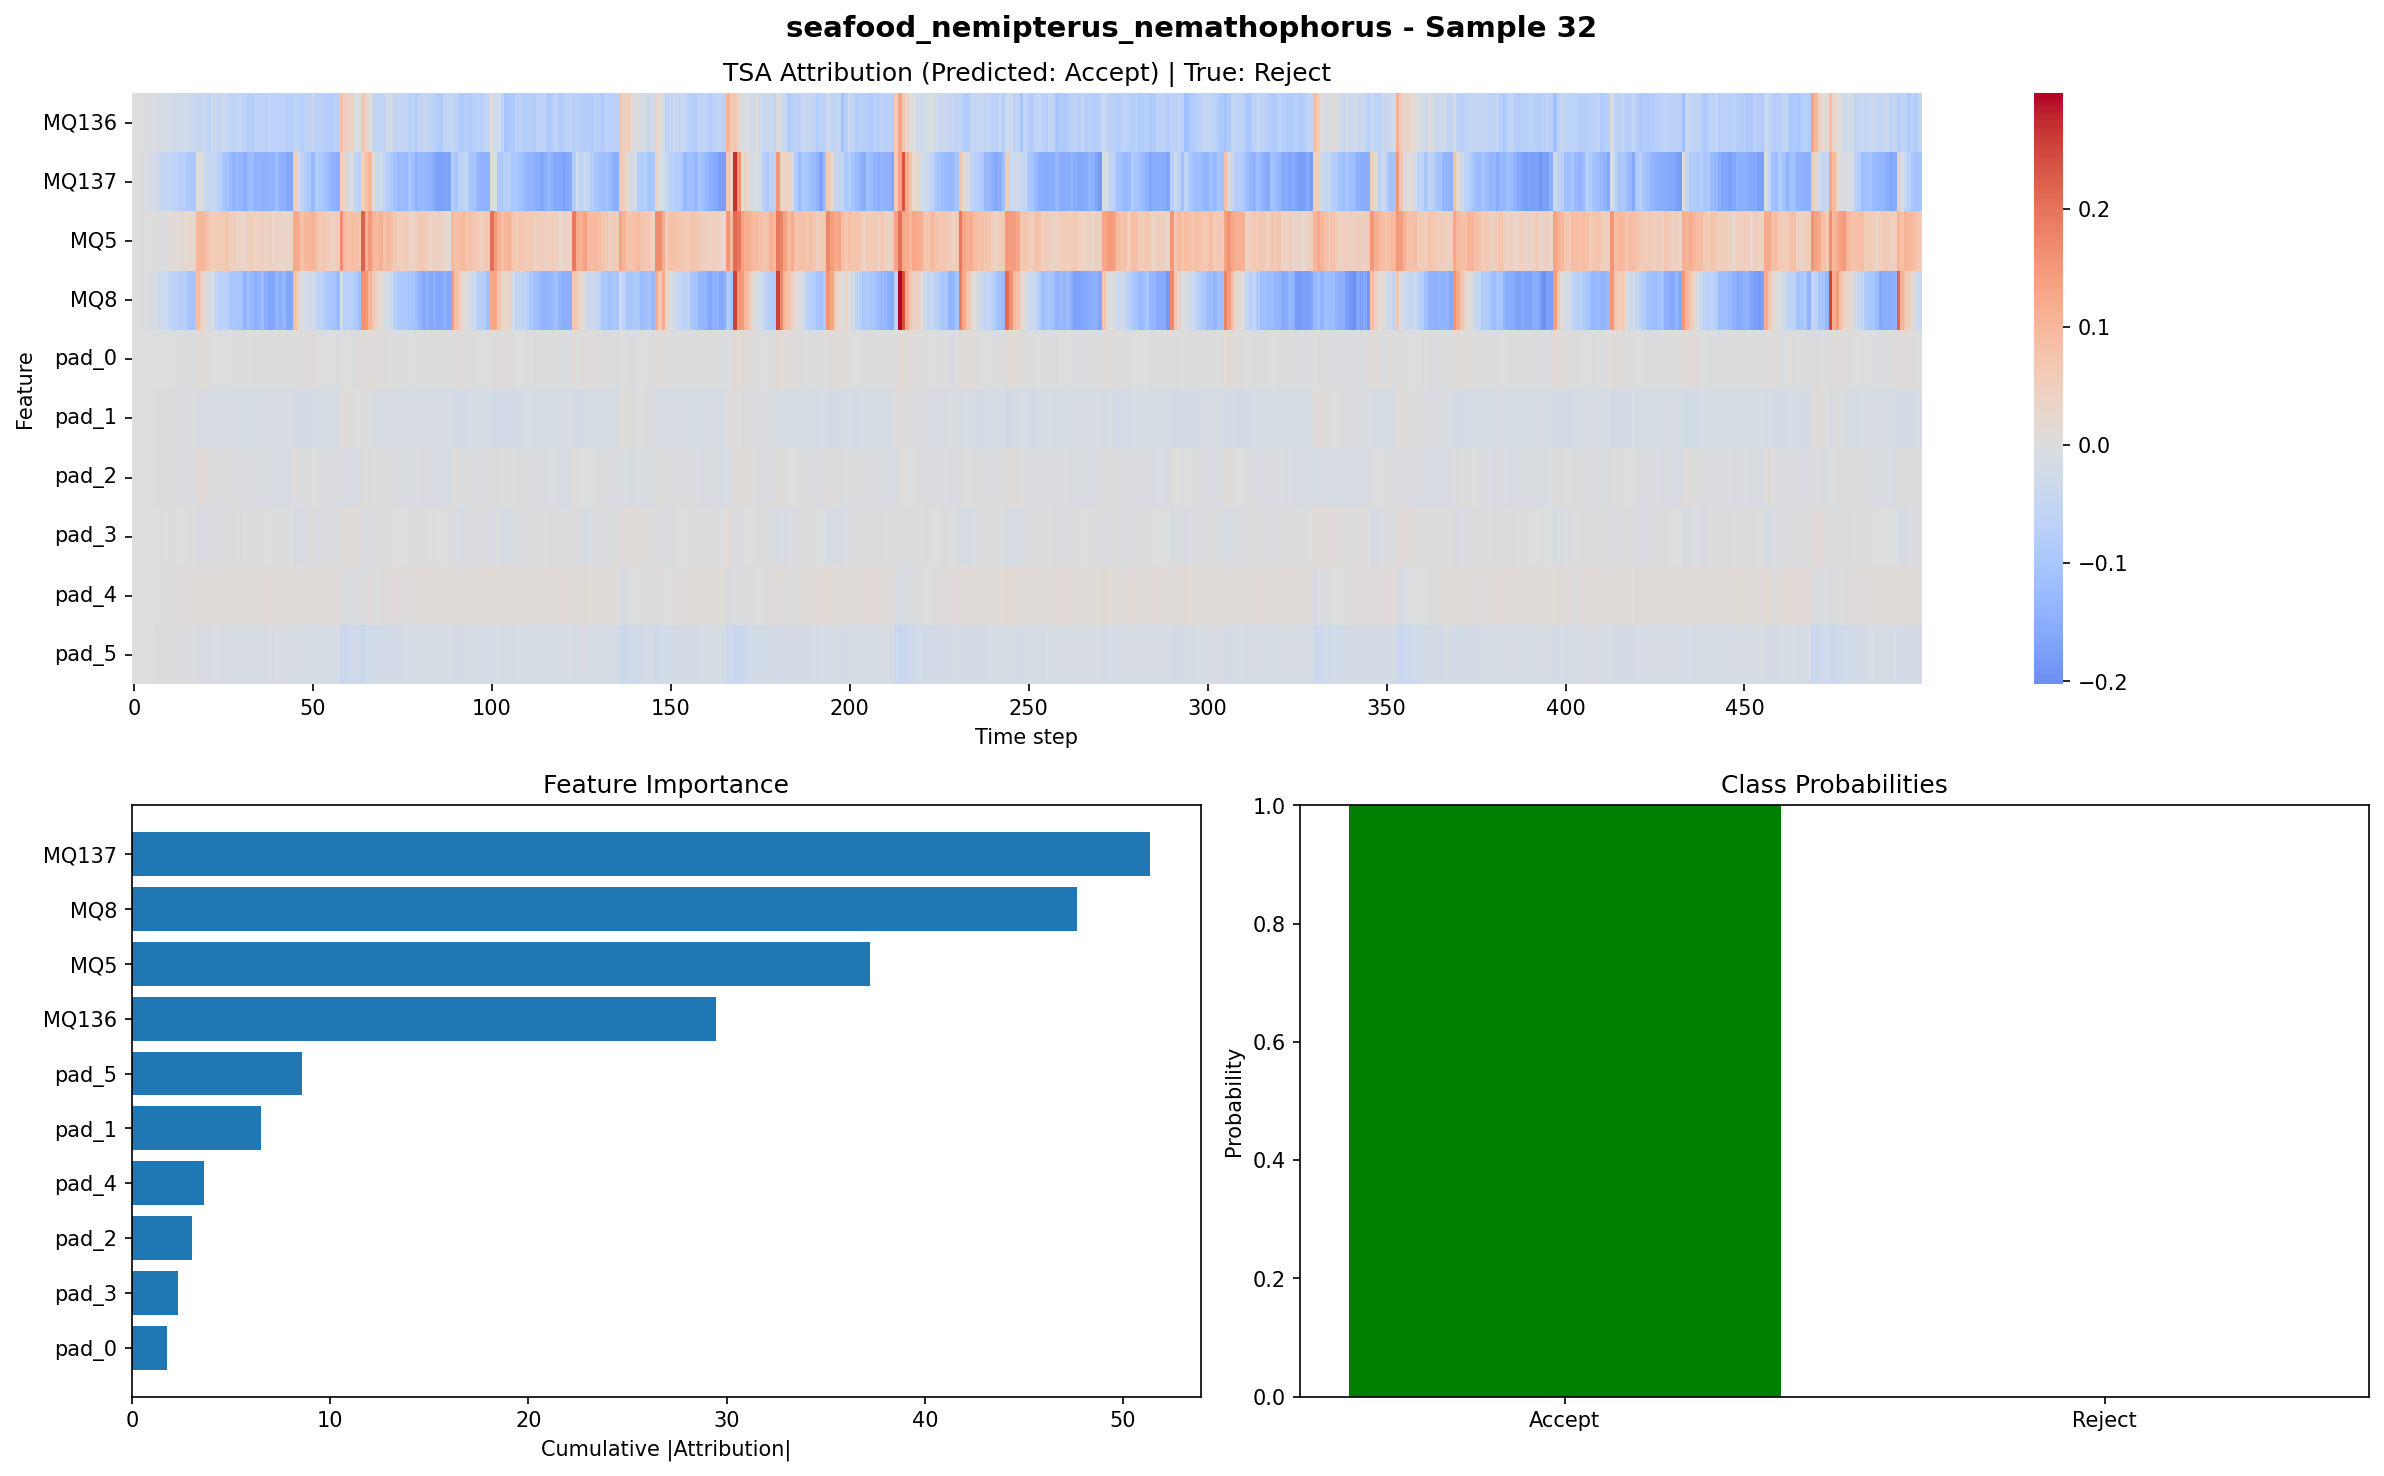 seafood_nemipterus_nemathophorus - Sample 32
TSA Attribution (Predicted: Accept) | True: Reject
Feature
MQ136
MQ137
MQ5
MQ8
pad_0
pad_1
pad_2
pad_3
pad_4
pad_5
0 50 100 150 200 250 300 350 400 450
Time step
0.2
0.1
0.0
−0.1
−0.2
Feature Importance
MQ137
MQ8
MQ5
MQ136
pad_5
pad_1
pad_4
pad_2
pad_3
pad_0
0 10 20 30 40 50
Cumulative |Attribution|
Class Probabilities
Probability
1.0
0.8
0.6
0.4
0.2
0.0
Accept Reject